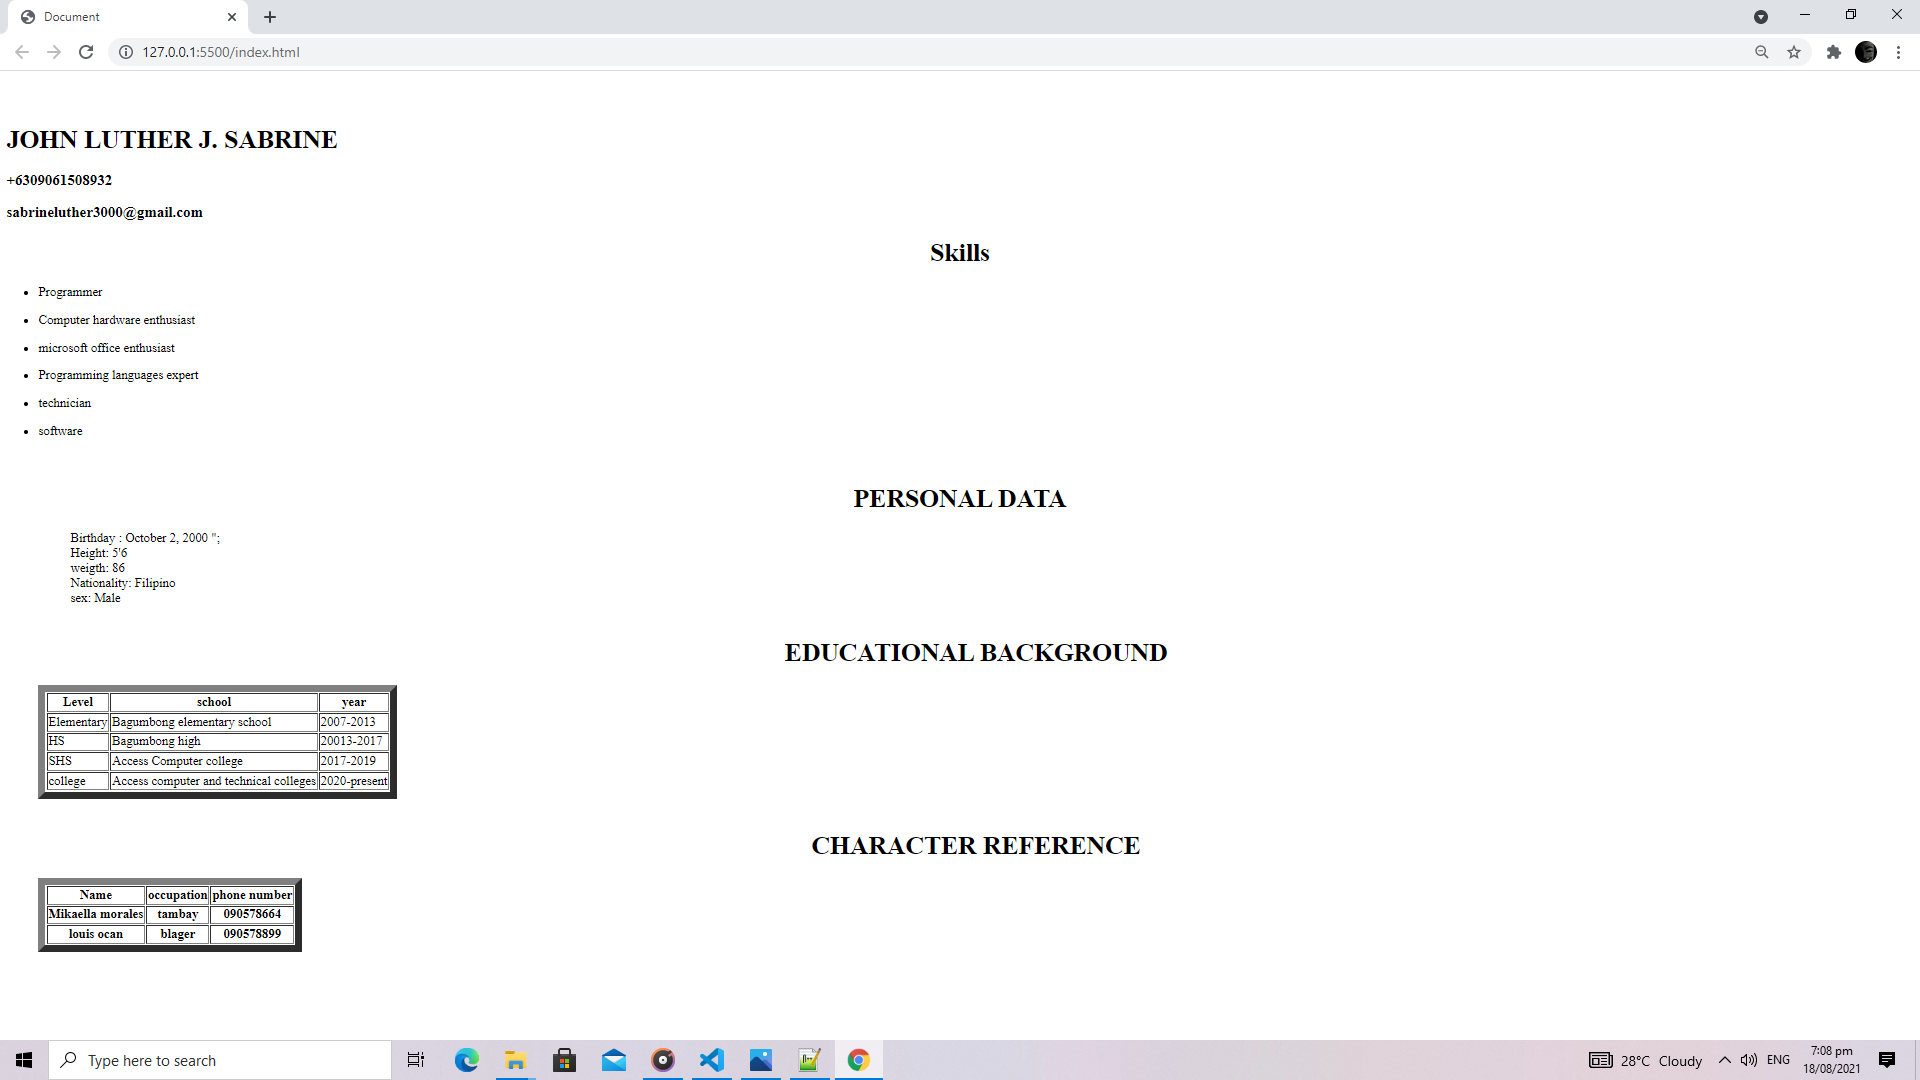 Document
127.0.0.1:5500/index.html
JOHN LUTHER J. SABRINE
+6309061508932
sabrineluther3000@gmail.com
Skills
Programmer
Computer hardware enthusiast
microsoft office enthusiast
Programming languages expert
technician
software
PERSONAL DATA
Birthday : October 2, 2000 ";
Height: 5'6
weigth: 86
Nationality: Filipino
sex: Male
EDUCATIONAL BACKGROUND
Level school year
Elementary Bagumbong elementary school 2007-2013
HS Bagumbong high 20013-2017
SHS Access Computer college 2017-2019
college Access computer and technical colleges 2020-present
CHARACTER REFERENCE
Name occupation phone number
Mikaella morales tambay 090578664
louis ocan blager 090578899
Type here to search
28°C Cloudy
ENG
7:08 pm
18/08/2021